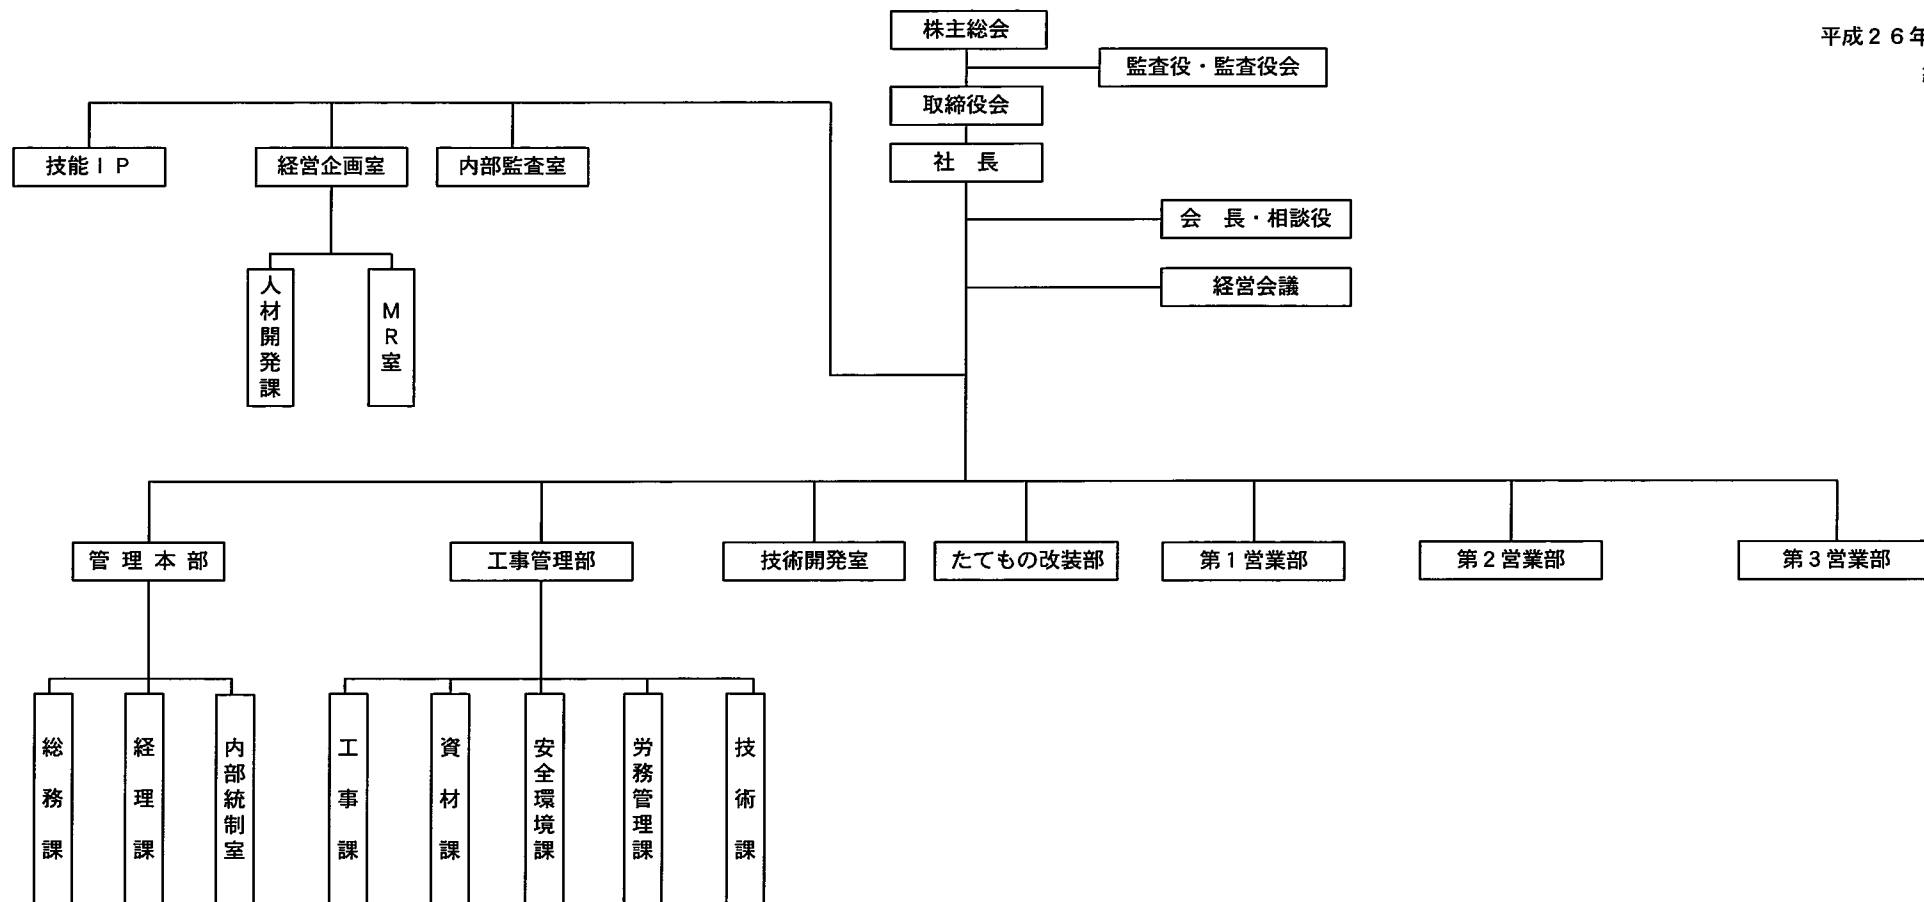 株主総会
平成２６年
監査役・監査役会
取締役会
社　長
技能ＩＰ
経営企画室
内部監査室
会　長・相談役
経営会議
人材開発課
ＭＲ室
管 理 本 部
工事管理部
技術開発室
たてもの改装部
第１営業部
第２営業部
第３営業部
総務課
経理課
内部統制室
工事課
資材課
安全環境課
労務管理課
技術課